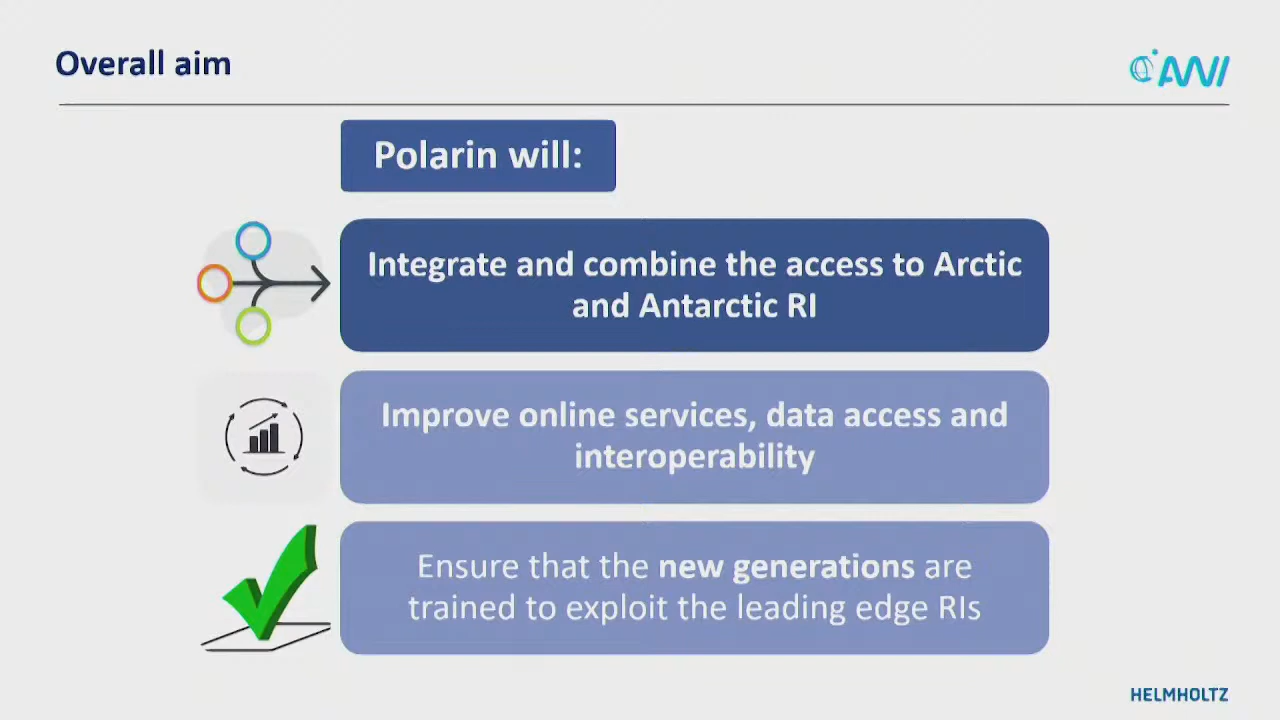 Overall aim
AWI
Polarin will:
Integrate and combine the access to Arctic
and Antarctic RI
Improve online services, data access and
interoperability
Ensure that the new generations are
trained to exploit the leading edge RIs
HELMHOLTZ